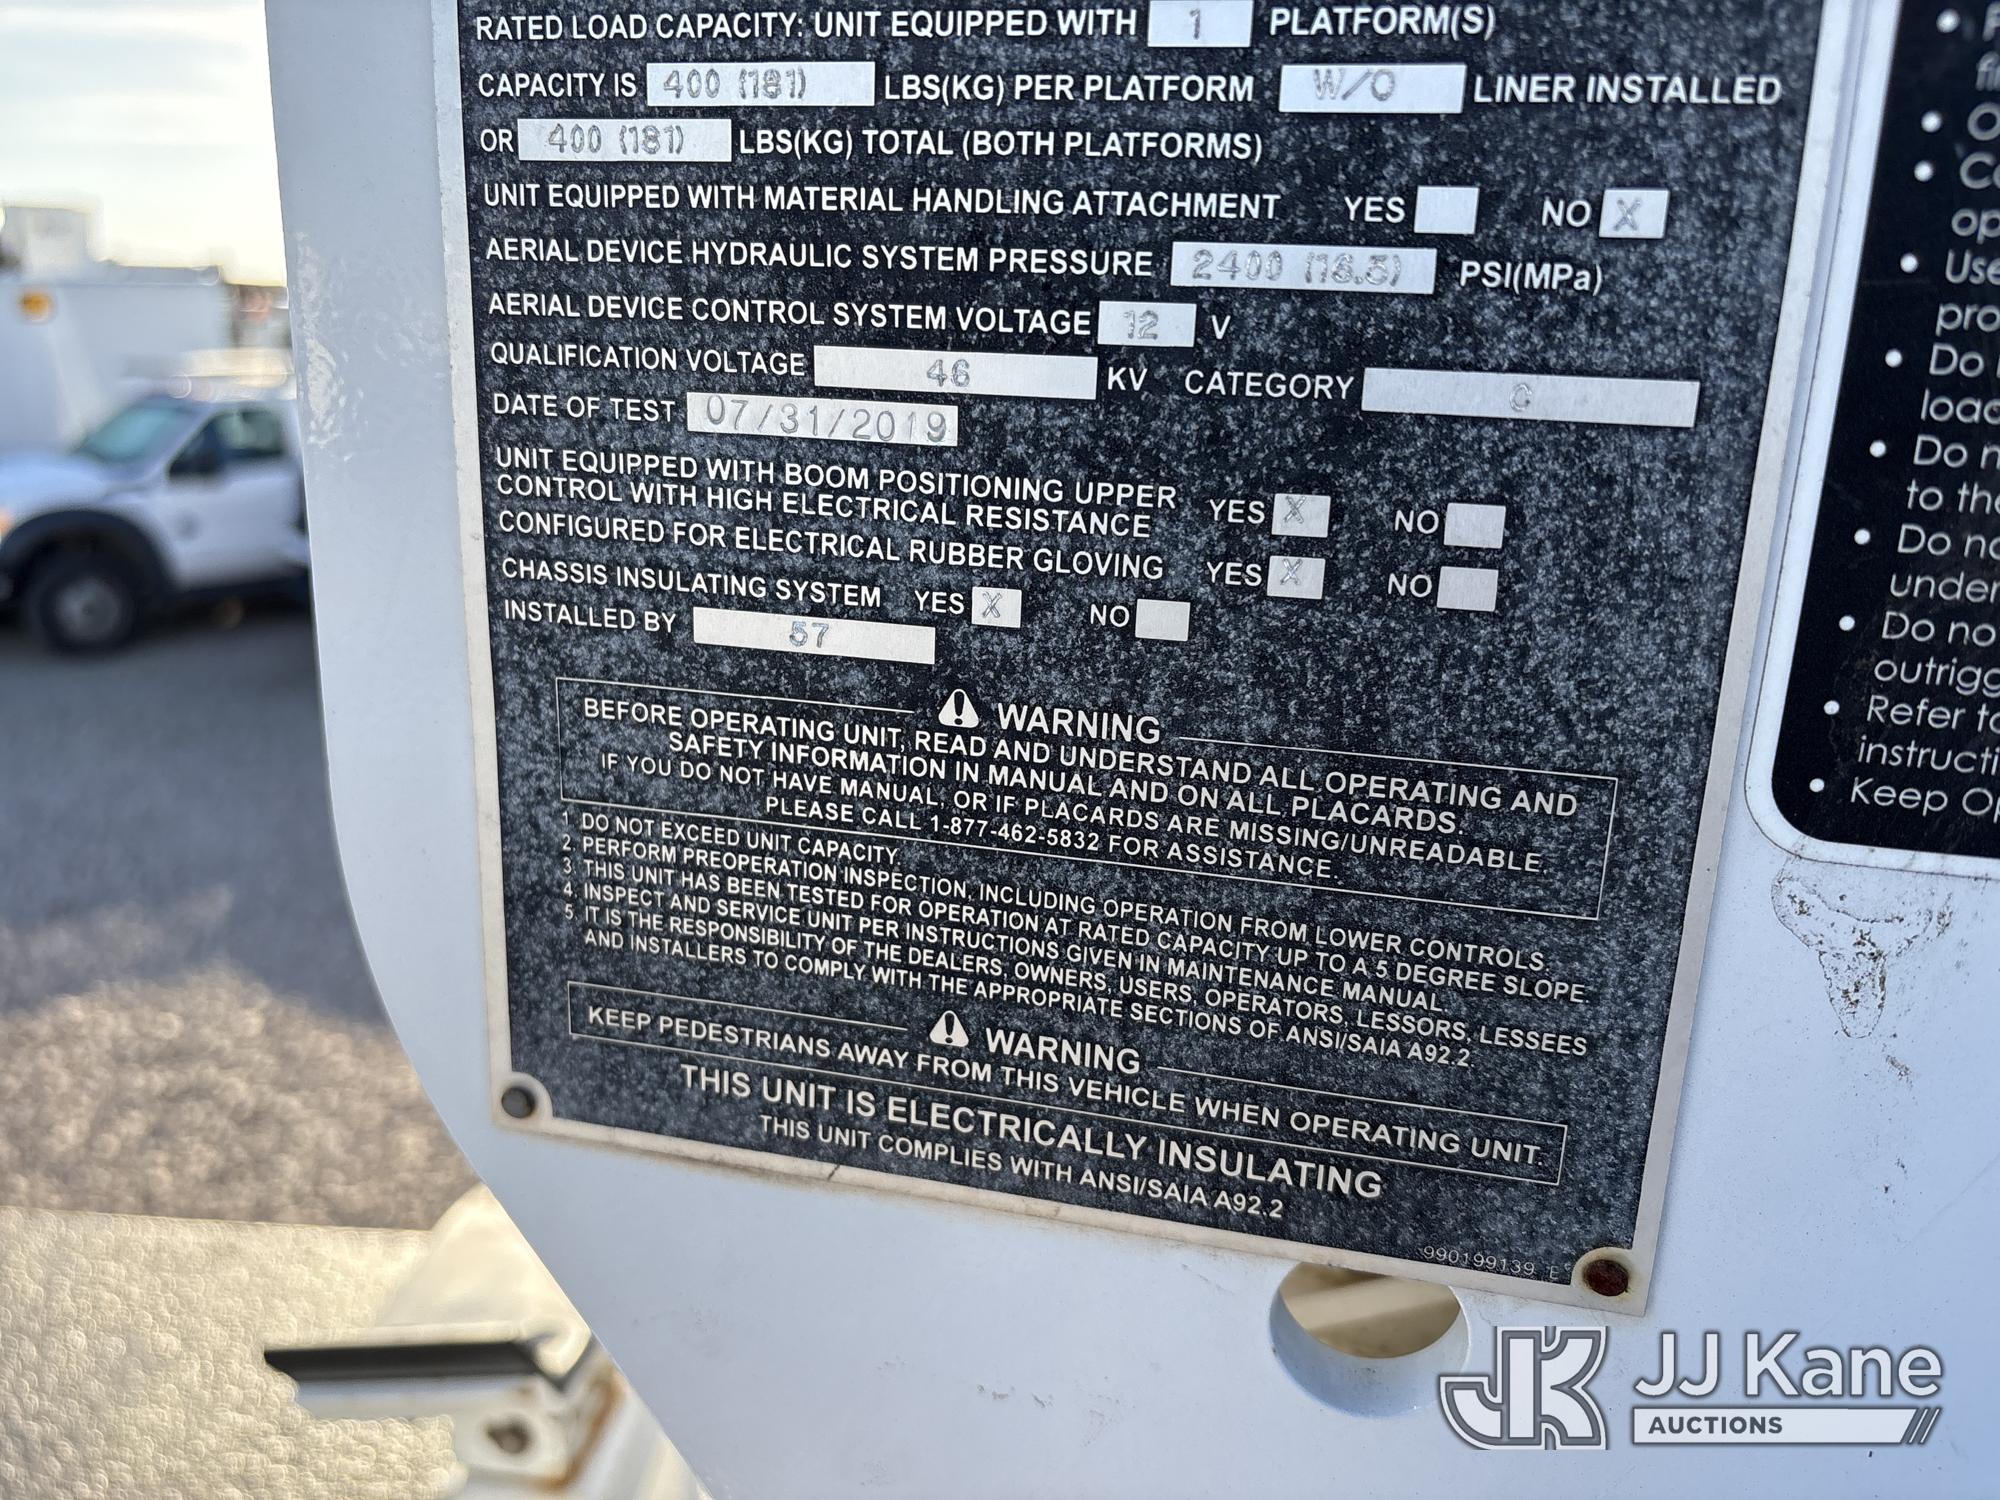 RATED LOAD CAPACITY: UNIT EQUIPPED WITH 1 PLATFORM(S)
CAPACITY IS 400 (181) LBS(KG) PER PLATFORM W/O LINER INSTALLED
OR 400 (181) LBS(KG) TOTAL (BOTH PLATFORMS)
UNIT EQUIPPED WITH MATERIAL HANDLING ATTACHMENT YES NO X
AERIAL DEVICE HYDRAULIC SYSTEM PRESSURE 2400 (16.5) PSI(MPa)
AERIAL DEVICE CONTROL SYSTEM VOLTAGE 12 V
QUALIFICATION VOLTAGE 46 KV CATEGORY C
DATE OF TEST 07/31/2019
UNIT EQUIPPED WITH BOOM POSITIONING UPPER
CONTROL WITH HIGH ELECTRICAL RESISTANCE YES X NO
CONFIGURED FOR ELECTRICAL RUBBER GLOVING YES X NO
CHASSIS INSULATING SYSTEM YES X NO
INSTALLED BY 57
WARNING
BEFORE OPERATING UNIT, READ AND UNDERSTAND ALL OPERATING AND
SAFETY INFORMATION IN MANUAL AND ON ALL PLACARDS.
IF YOU DO NOT HAVE MANUAL, OR IF PLACARDS ARE MISSING/UNREADABLE.
PLEASE CALL 1-877-462-5832 FOR ASSISTANCE.
1 DO NOT EXCEED UNIT CAPACITY.
2. PERFORM PREOPERATION INSPECTION, INCLUDING OPERATION FROM LOWER CONTROLS.
3. THIS UNIT HAS BEEN TESTED FOR OPERATION AT RATED CAPACITY UP TO A 5 DEGREE SLOPE.
4. INSPECT AND SERVICE UNIT PER INSTRUCTIONS GIVEN IN MAINTENANCE MANUAL
5. IT IS THE RESPONSIBILITY OF THE DEALERS, OWNERS, USERS, OPERATORS, LESSORS, LESSEES
AND INSTALLERS TO COMPLY WITH THE APPROPRIATE SECTIONS OF ANSI/SAIA A92.2.
WARNING
KEEP PEDESTRIANS AWAY FROM THIS VEHICLE WHEN OPERATING UNIT.
THIS UNIT IS ELECTRICALLY INSULATING
THIS UNIT COMPLIES WITH ANSI/SAIA A92.2
990199139 E
• Use
• Do
• Do
to
• Do
under
• Do no
• Refer
• Keep
JK JJ Kane
AUCTIONS